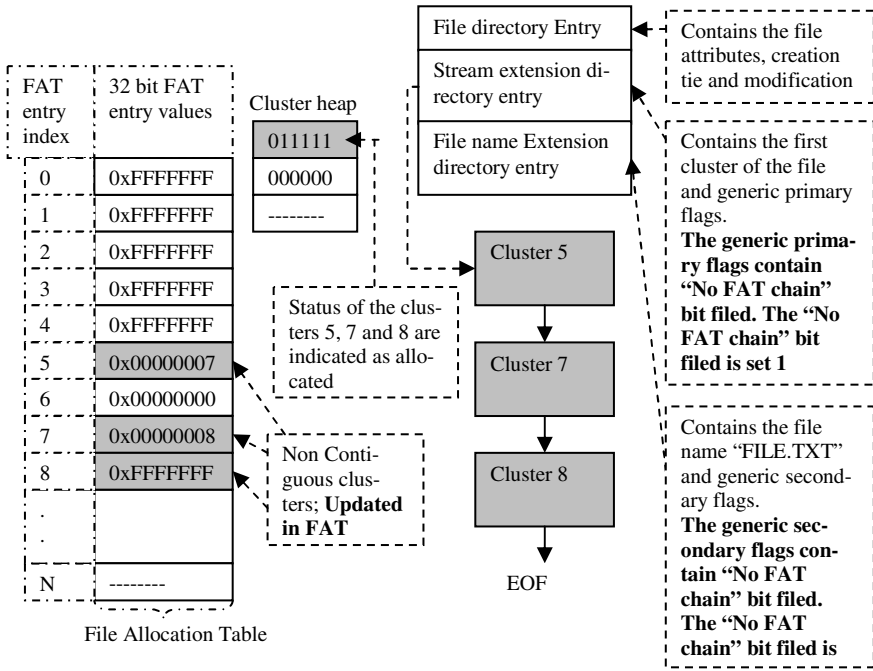 File directory Entry
Stream extension di-
rectory entry
File name Extension
directory entry
Contains the file
attributes, creation
tie and modification
FAT
entry
index
32 bit FAT
entry values
0 0xFFFFFFF
1 0xFFFFFFF
2 0xFFFFFFF
3 0xFFFFFFF
4 0xFFFFFFF
5 0x00000007
6 0x00000000
7 0x00000008
8 0xFFFFFFF
.
.
N --------
File Allocation Table
Cluster heap
011111
000000
--------
Status of the clus-
ters 5, 7 and 8 are
indicated as allo-
cated
Non Conti-
guous clus-
ters; Updated
in FAT
Cluster 5
Cluster 7
Cluster 8
EOF
Contains the first
cluster of the file
and generic primary
flags.
The generic prima-
ry flags contain
“No FAT chain”
bit filed. The “No
FAT chain” bit
filed is set 1
Contains the file
name “FILE.TXT”
and generic second-
ary flags.
The generic sec-
ondary flags con-
tain “No FAT
chain” bit filed.
The “No FAT
chain” bit filed is